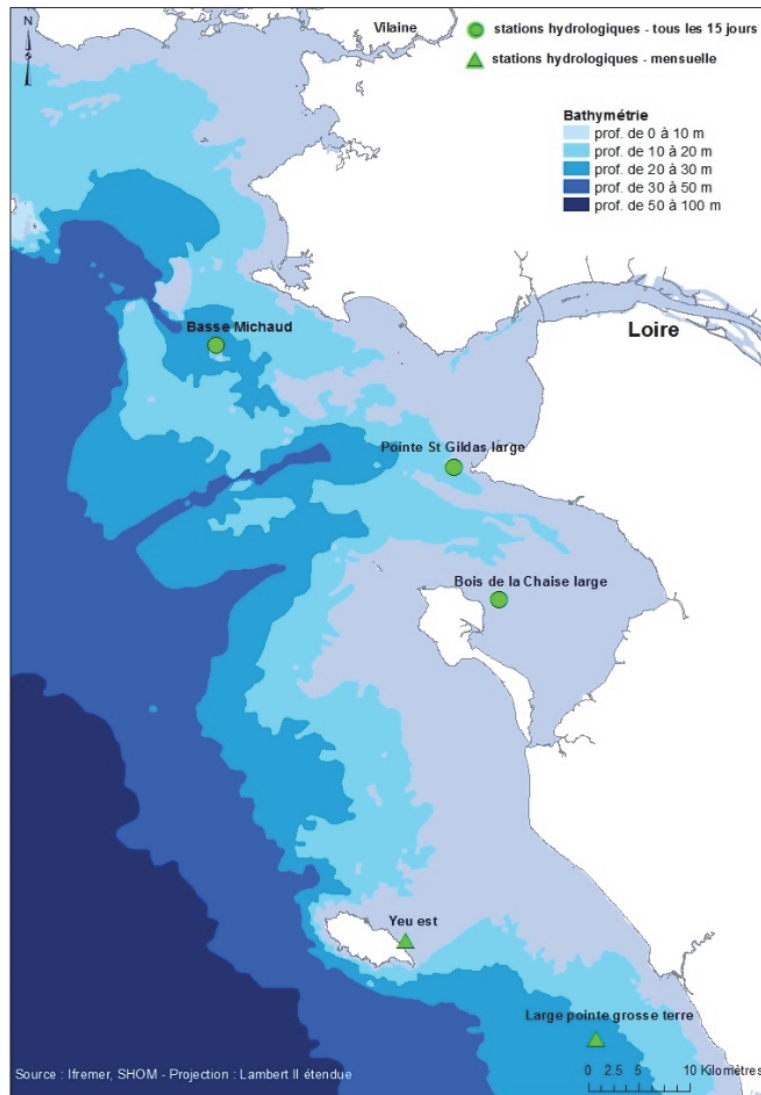 Vilaine
stations hydrologiques - tous les 15 jours
N
stations hydrologiques - mensuelle
Bathymétrie
prof. de 0 à 10 m
prof. de 10 à 20 m
prof. de 20 à 30 m
prof. de 30 à 50 m
prof. de 50 à 100 m
Basse Michaud
Loire
Pointe St Gildas large
Bois de la Chaise large
Yeu est
Large pointe grosse terre
0 2.5 5 10 Kilomètres
Source : Ifremer, SHOM - Projection : Lambert II étendue